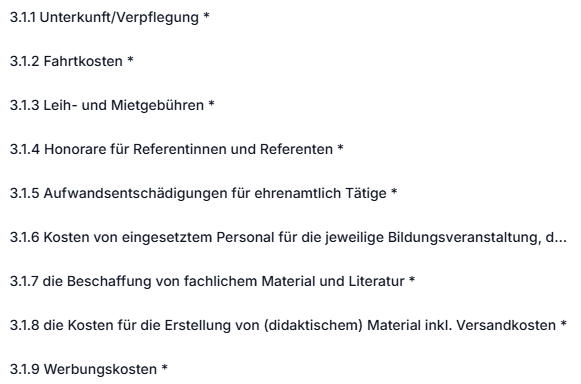 3.1.1 Unterkunft/Verpflegung *
3.1.2 Fahrtkosten *
3.1.3 Leih- und Mietgebühren *
3.1.4 Honorare für Referentinnen und Referenten *
3.1.5 Aufwandsentschädigungen für ehrenamtlich Tätige *
3.1.6 Kosten von eingesetztem Personal für die jeweilige Bildungsveranstaltung, d...
3.1.7 die Beschaffung von fachlichem Material und Literatur *
3.1.8 die Kosten für die Erstellung von (didaktischem) Material inkl. Versandkosten *
3.1.9 Werbungskosten *